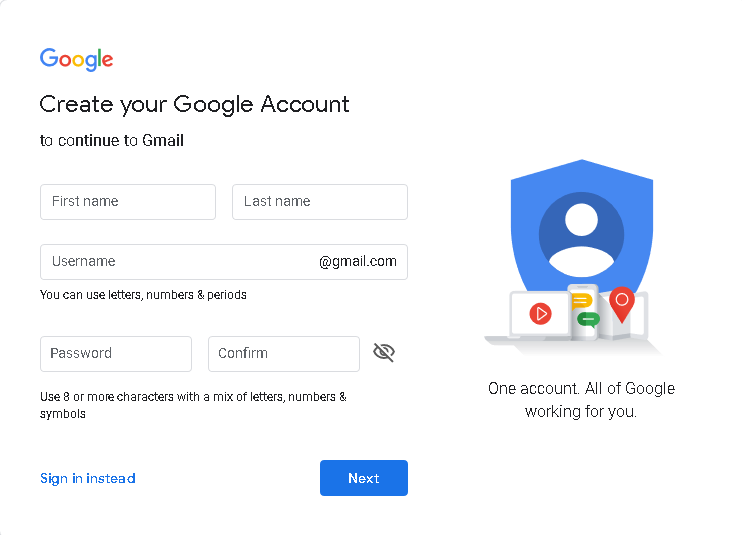 Google
Create your Google Account
to continue to Gmail
First name
Last name
Username
@gmail.com
You can use letters, numbers & periods
Password
Confirm
Use 8 or more characters with a mix of letters, numbers &
symbols
Sign in instead
Next
One account. All of Google
working for you.